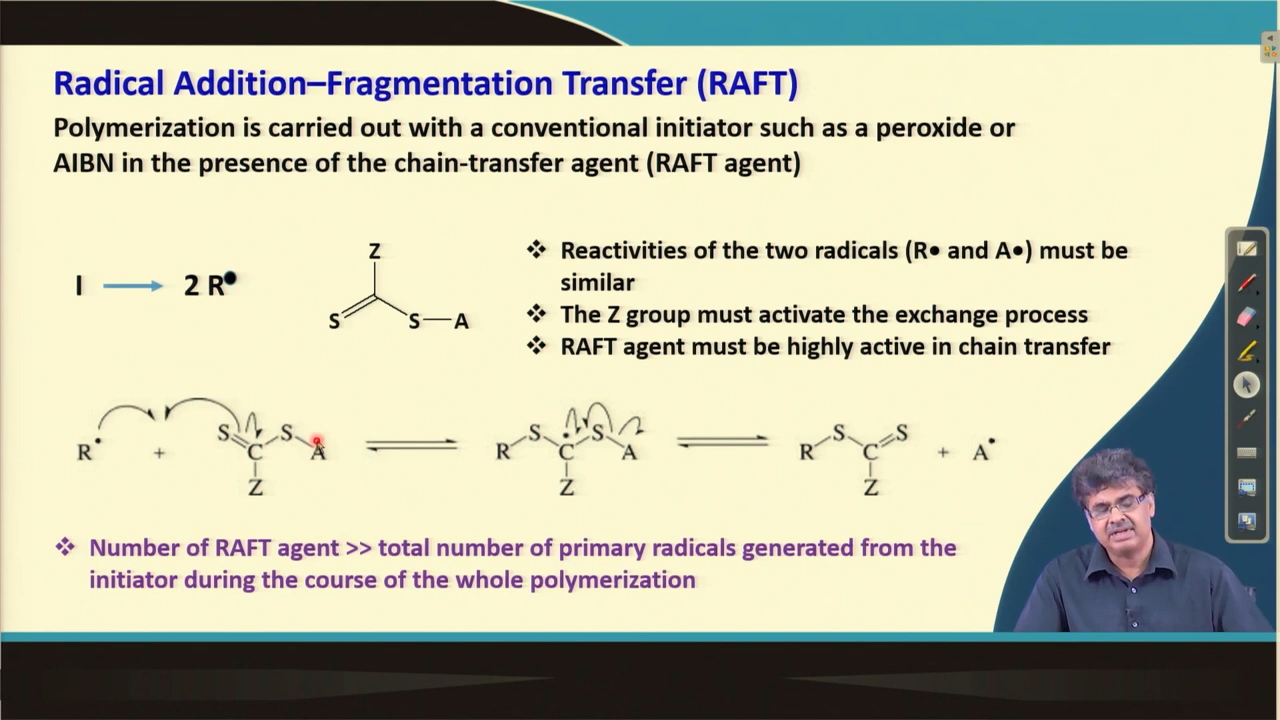 Radical Addition–Fragmentation Transfer (RAFT)
Polymerization is carried out with a conventional initiator such as a peroxide or
AIBN in the presence of the chain-transfer agent (RAFT agent)
I 2 R•
Z
S S A
❖ Reactivities of the two radicals (R• and A•) must be
similar
❖ The Z group must activate the exchange process
❖ RAFT agent must be highly active in chain transfer
S S S S S S
R• + C A R C A R C + A•
Z Z Z
❖ Number of RAFT agent >> total number of primary radicals generated from the
initiator during the course of the whole polymerization